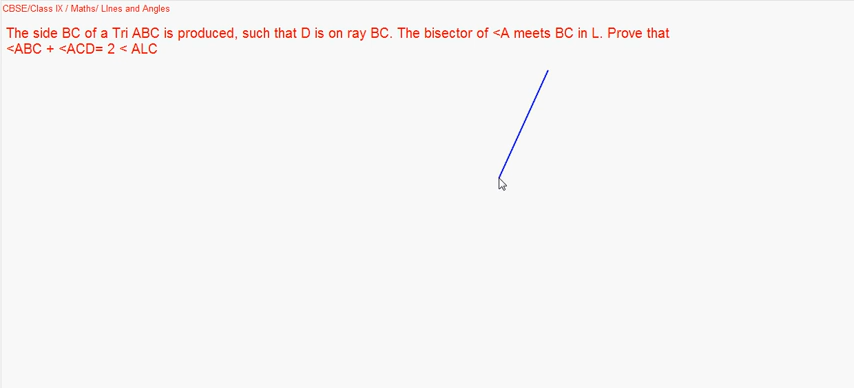 CBSE/Class IX / Maths/ LInes and Angles
The side BC of a Tri ABC is produced, such that D is on ray BC. The bisector of <A meets BC in L. Prove that
<ABC + <ACD= 2 < ALC